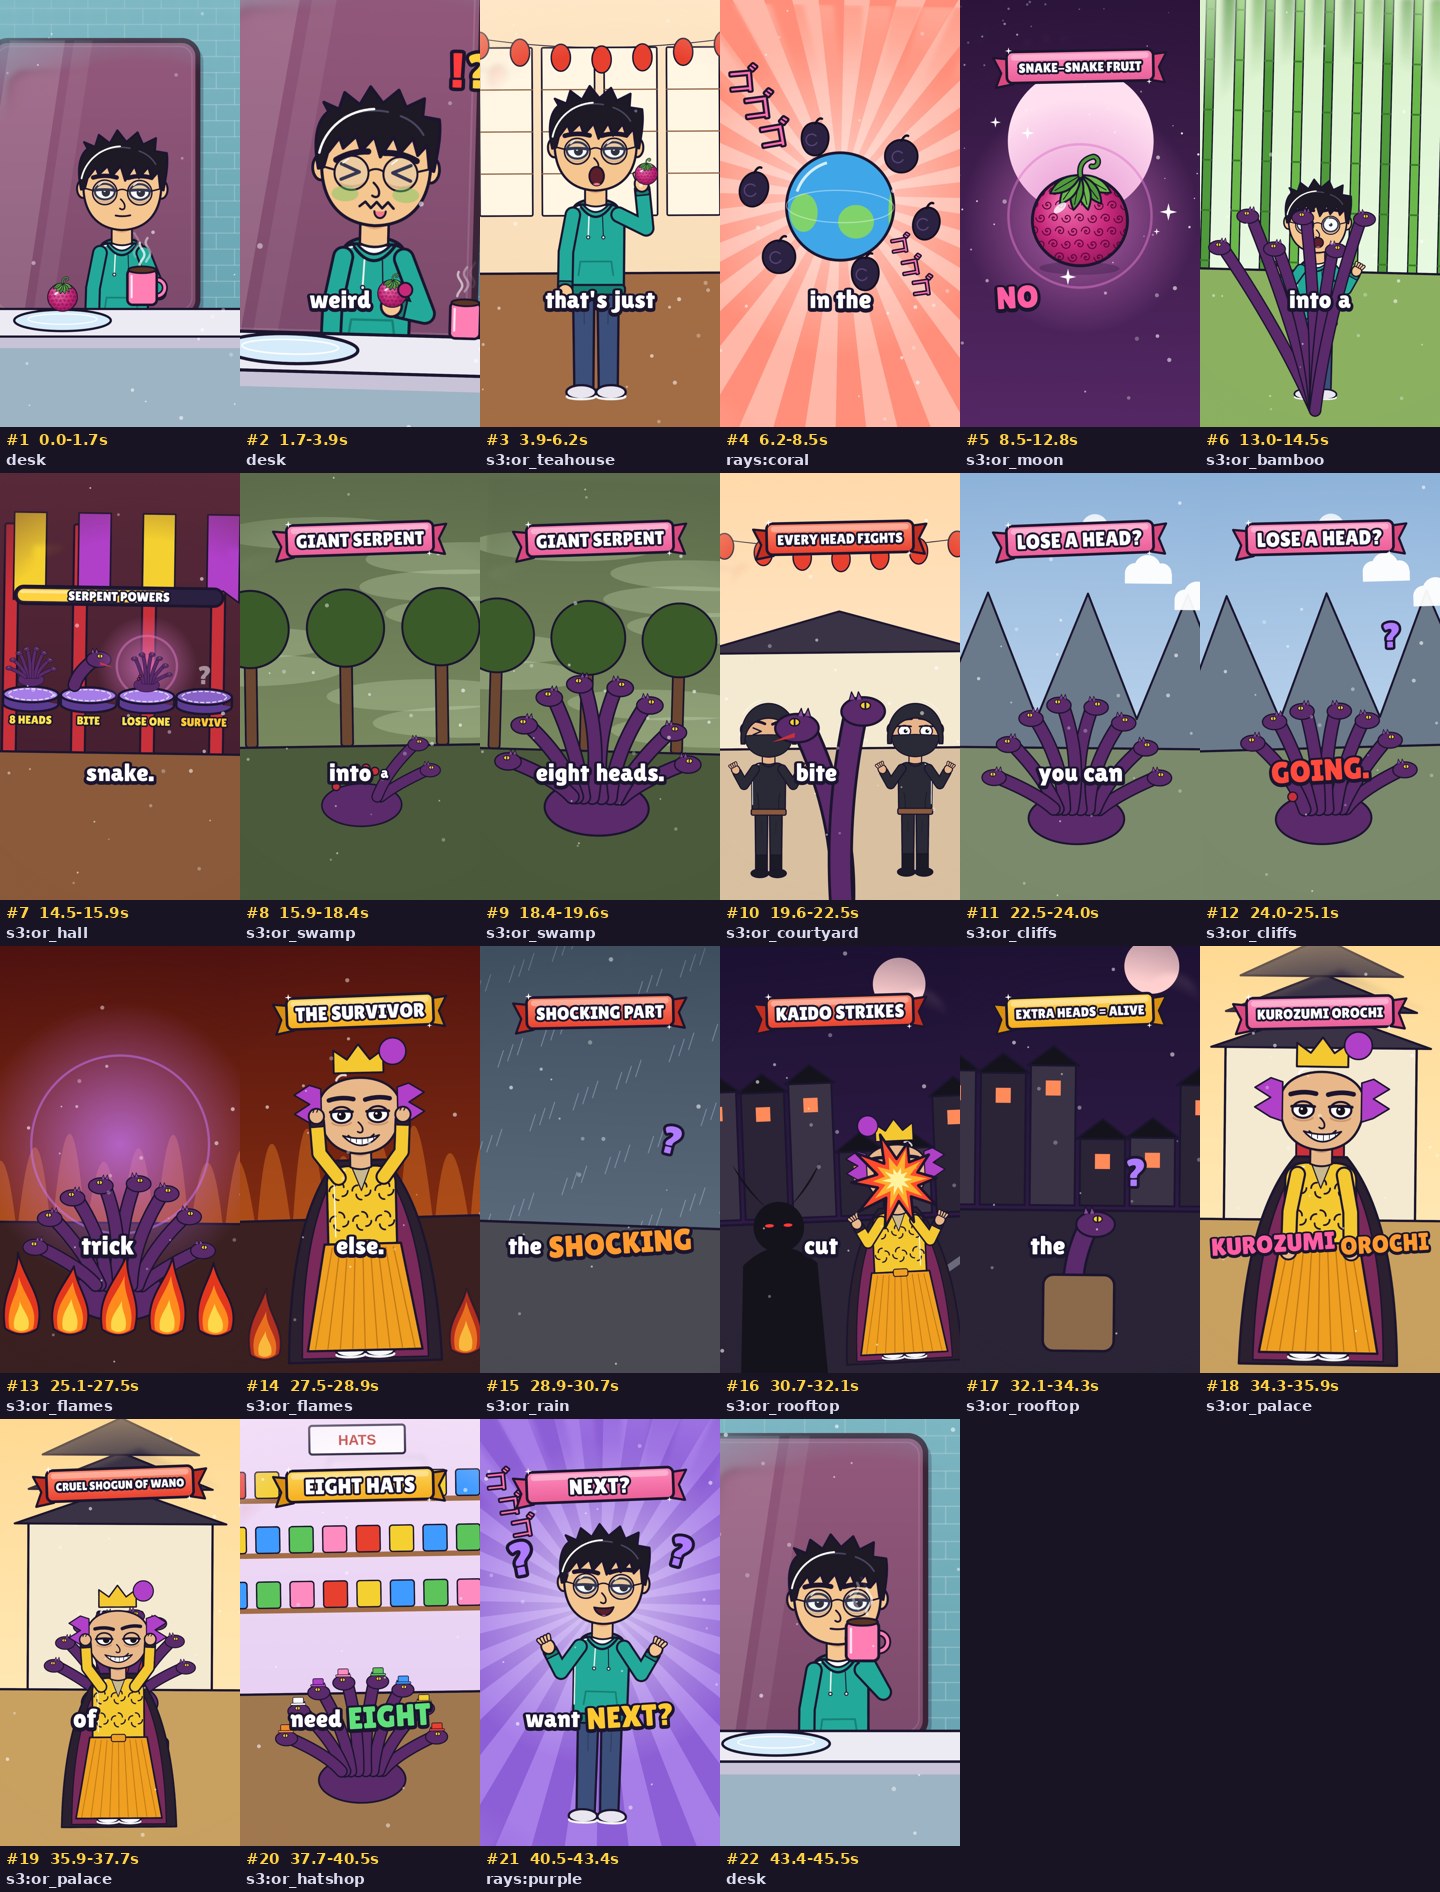 !?
weird
that's just
in the
SNAKE-SNAKE FRUIT
NO
into a
#1 0.0-1.7s
desk
#2 1.7-3.9s
desk
#3 3.9-6.2s
s3:or_teahouse
#4 6.2-8.5s
rays:coral
#5 8.5-12.8s
s3:or_moon
#6 13.0-14.5s
s3:or_bamboo
SERPENT POWERS
8 HEADS
BITE
LOSE ONE
?
SURVIVE
snake.
GIANT SERPENT
into a
GIANT SERPENT
eight heads.
EVERY HEAD FIGHTS
bite
LOSE A HEAD?
you can
LOSE A HEAD?
?
GOING.
#7 14.5-15.9s
s3:or_hall
#8 15.9-18.4s
s3:or_swamp
#9 18.4-19.6s
s3:or_swamp
#10 19.6-22.5s
s3:or_courtyard
#11 22.5-24.0s
s3:or_cliffs
#12 24.0-25.1s
s3:or_cliffs
trick
THE SURVIVOR
else.
SHOCKING PART
?
the SHOCKING
KAIDO STRIKES
cut
EXTRA HEADS = ALIVE
?
the
KUROZUMI OROCHI
KUROZUMI OROCHI
#13 25.1-27.5s
s3:or_flames
#14 27.5-28.9s
s3:or_flames
#15 28.9-30.7s
s3:or_rain
#16 30.7-32.1s
s3:or_rooftop
#17 32.1-34.3s
s3:or_rooftop
#18 34.3-35.9s
s3:or_palace
CRUEL SHOGUN OF WANO
of
HATS
EIGHT HATS
need EIGHT
NEXT?
? ?
want NEXT?
#19 35.9-37.7s
s3:or_palace
#20 37.7-40.5s
s3:or_hatshop
#21 40.5-43.4s
rays:purple
#22 43.4-45.5s
desk